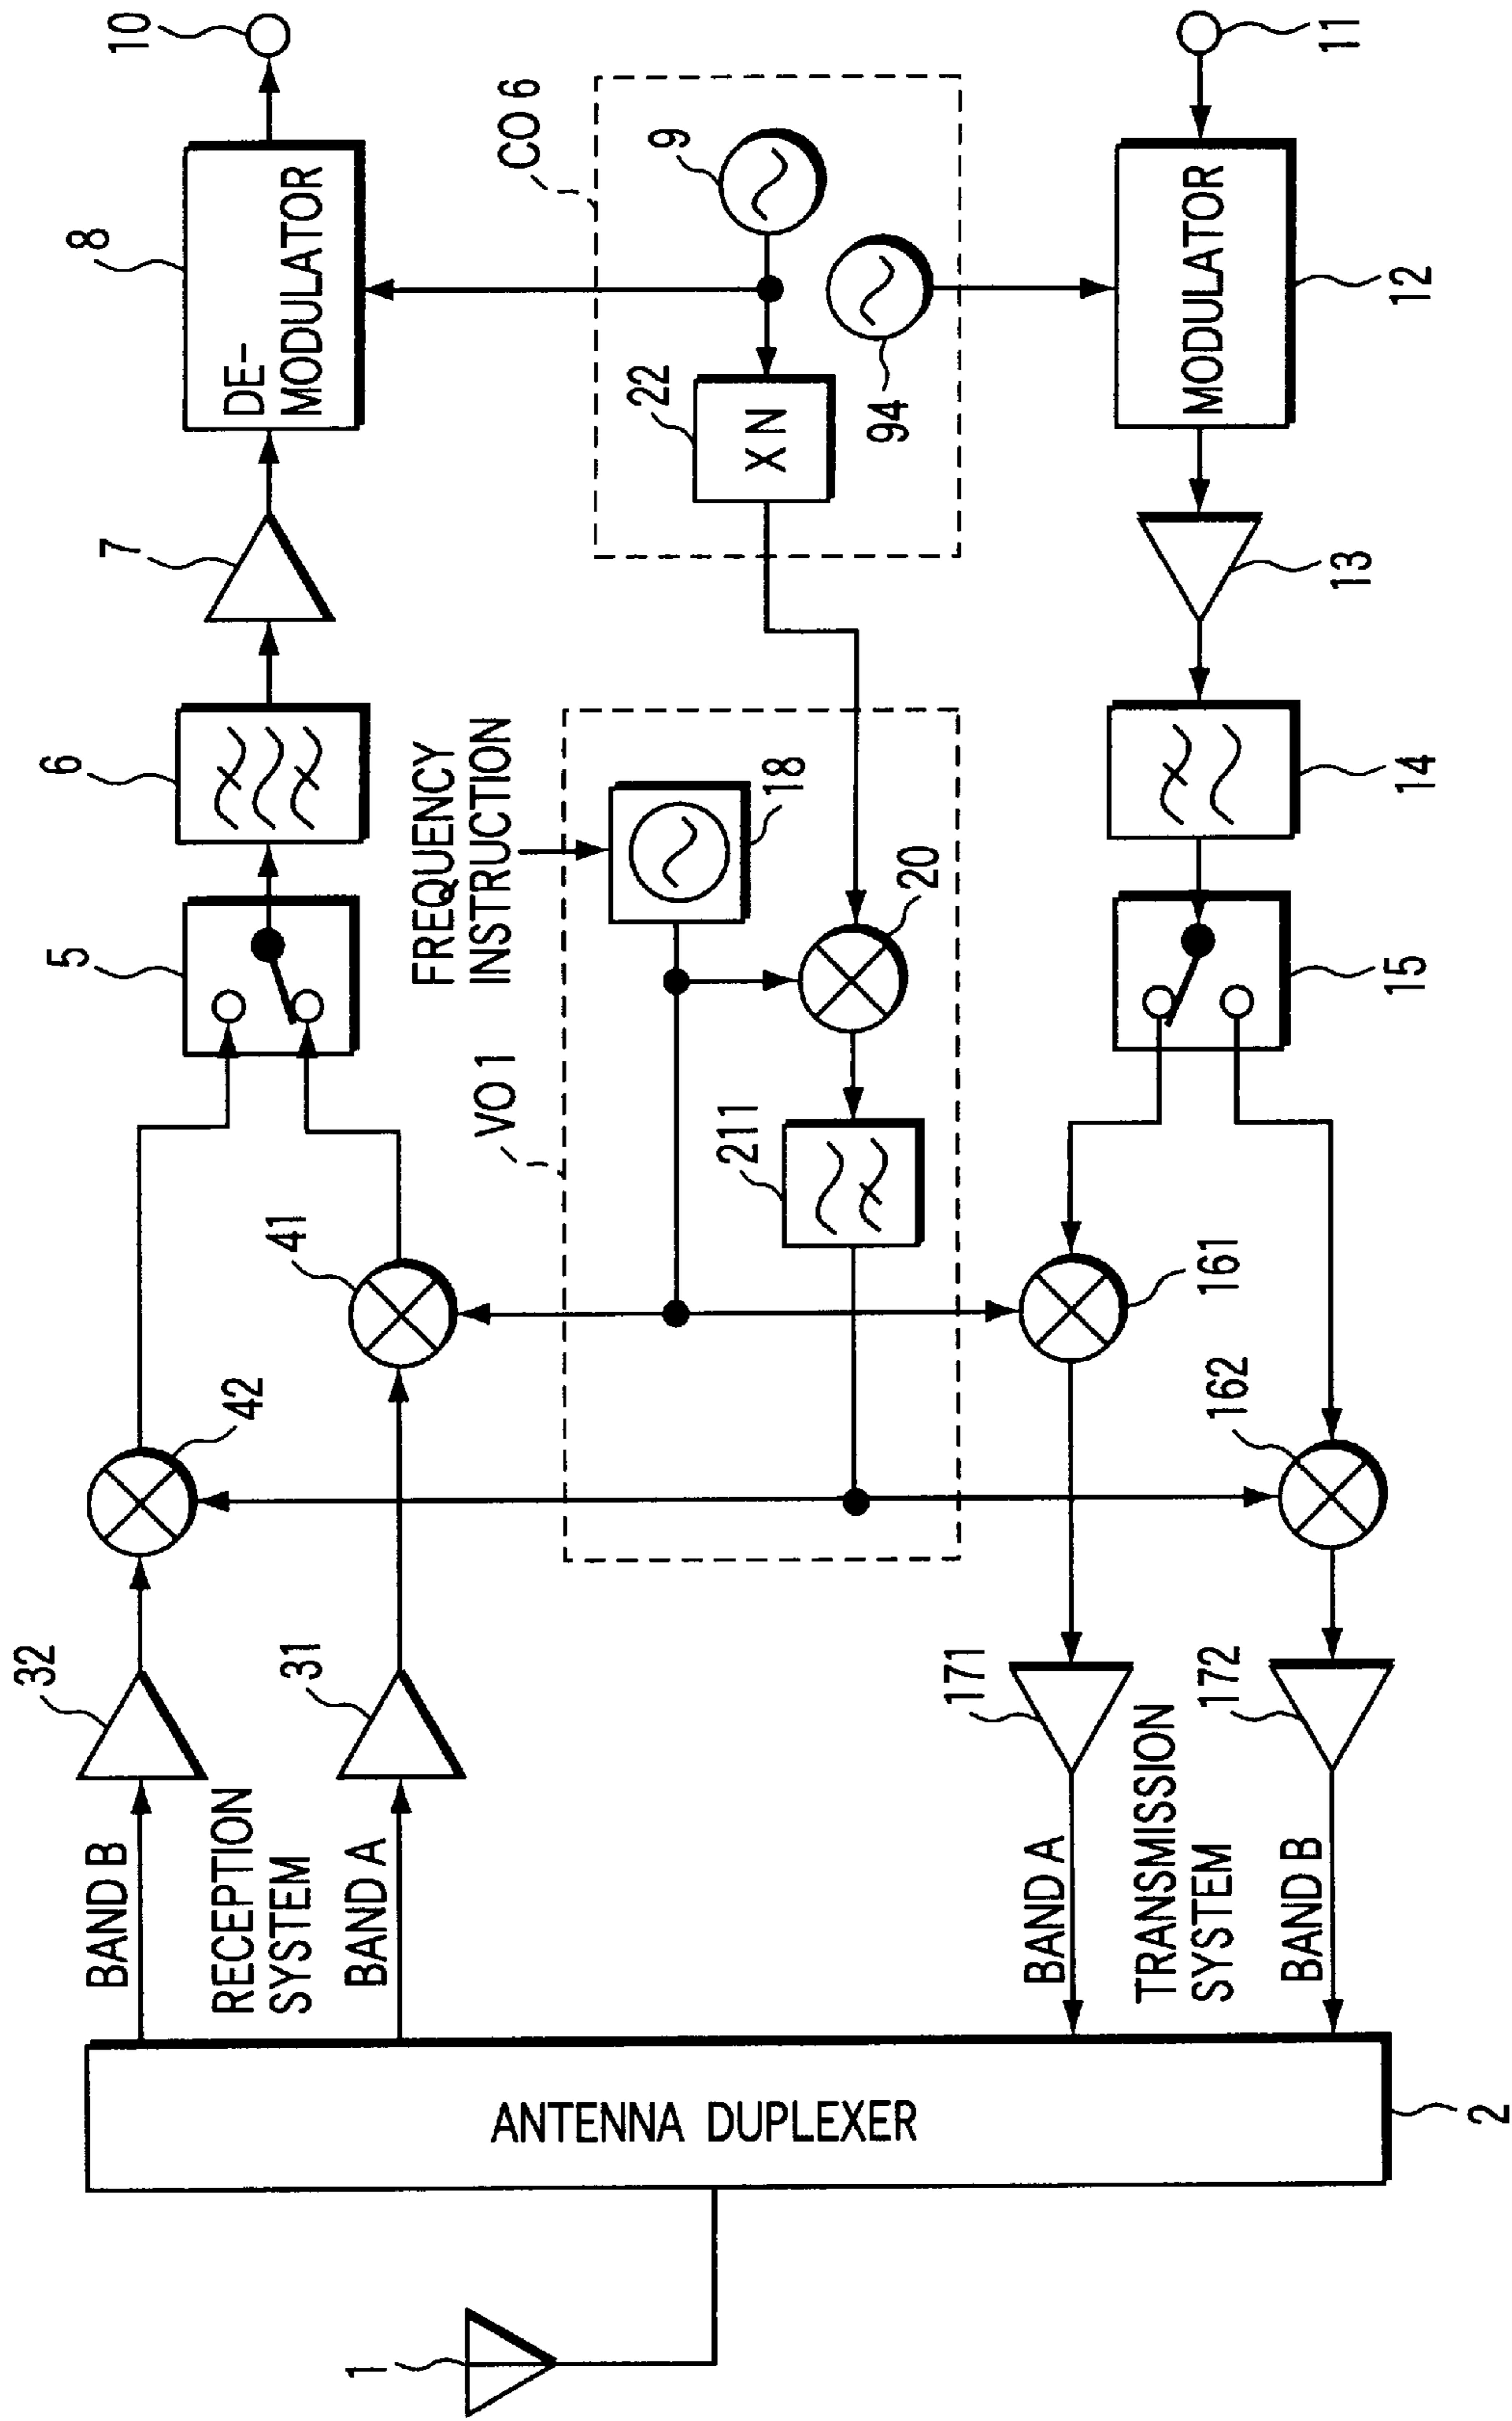 10
8
DE-
MODULATOR
7
6
5
41
42
32
31
BAND B
RECEPTION
SYSTEM
BAND A
CO 6
9
22
X N
94
FREQUENCY
INSTRUCTION
18
20
VO 1
211
11
MODULATOR
12
13
14
15
161
162
171
172
BAND A
TRANSMISSION
SYSTEM
BAND B
ANTENNA DUPLEXER
2
1